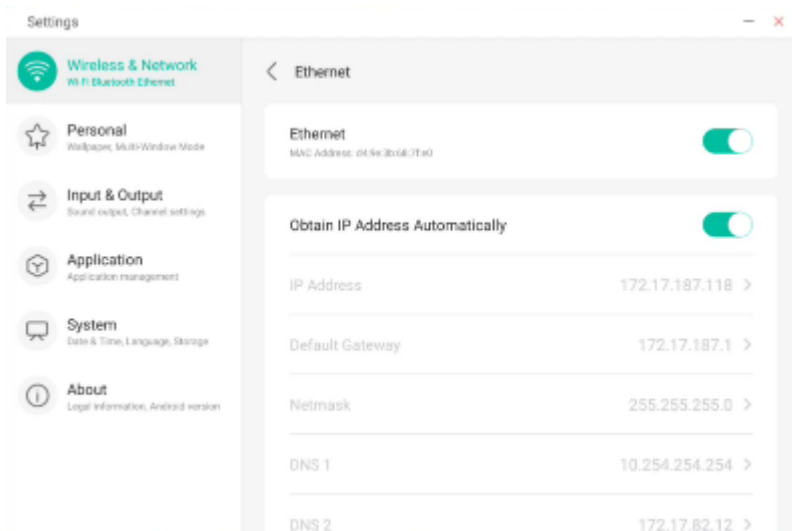 Settings
Wireless & Network
Wi-Fi Bluetooth Ethernet
Personal
Wallpaper, Multi-Window Mode
Input & Output
Sound output, Channel settings
Application
Application management
System
Date & Time, Language, Storage
About
Legal information, Android version
Ethernet
Ethernet
MAC Address:
Obtain IP Address Automatically
IP Address 172.17.187.118
Default Gateway 172.17.187.1
Netmask 255.255.255.0
DNS 1 10.254.254.254
DNS 2 172.17.82.12